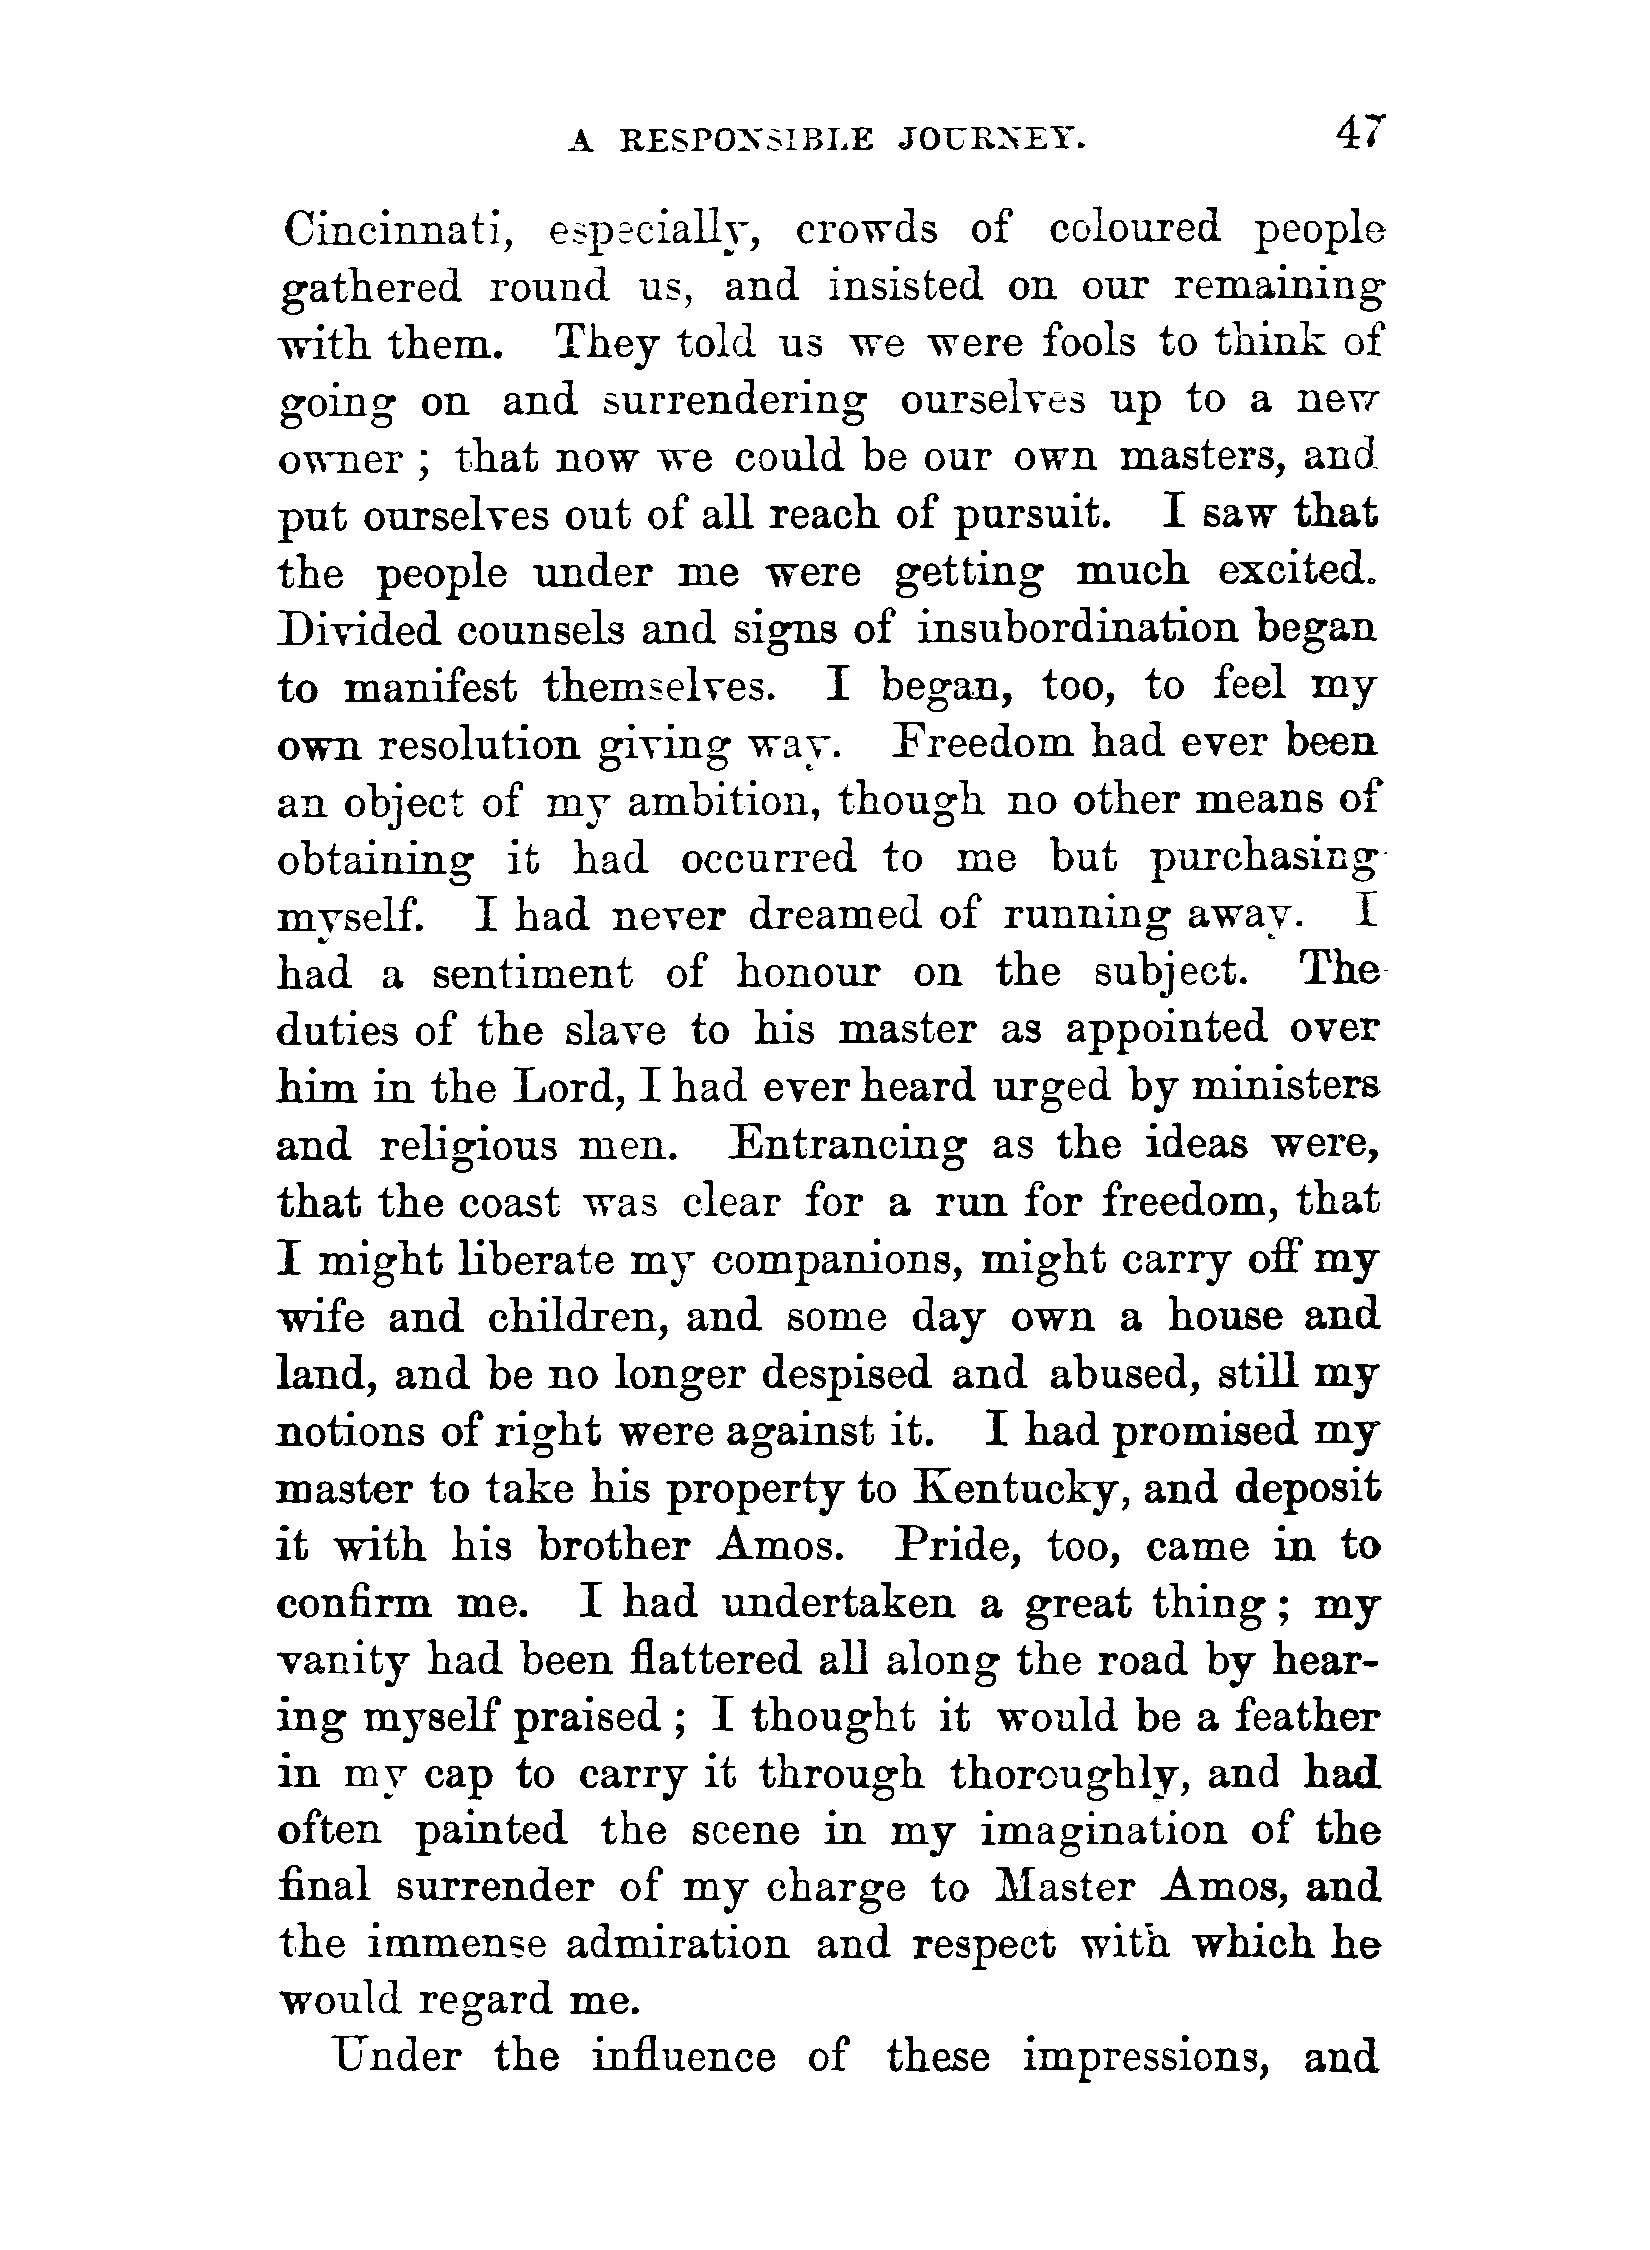 A RESPONSIBLE JOURNEY. 47
Cincinnati, especially, crowds of coloured people
gathered round us, and insisted on our remaining
with them. They told us we were fools to think of
going on and surrendering ourselves up to a new
owner ; that now we could be our own masters, and
put ourselves out of all reach of pursuit. I saw that
the people under me were getting much excited.
Divided counsels and signs of insubordination began
to manifest themselves. I began, too, to feel my
own resolution giving way. Freedom had ever been
an object of my ambition, though no other means of
obtaining it had occurred to me but purchasing
myself. I had never dreamed of running away. I
had a sentiment of honour on the subject. The
duties of the slave to his master as appointed over
him in the Lord, I had ever heard urged by ministers
and religious men. Entrancing as the ideas were,
that the coast was clear for a run for freedom, that
I might liberate my companions, might carry off my
wife and children, and some day own a house and
land, and be no longer despised and abused, still my
notions of right were against it. I had promised my
master to take his property to Kentucky, and deposit
it with his brother Amos. Pride, too, came in to
confirm me. I had undertaken a great thing ; my
vanity had been flattered all along the road by hear-
ing myself praised ; I thought it would be a feather
in my cap to carry it through thoroughly, and had
often painted the scene in my imagination of the
final surrender of my charge to Master Amos, and
the immense admiration and respect with which he
would regard me.
Under the influence of these impressions, and